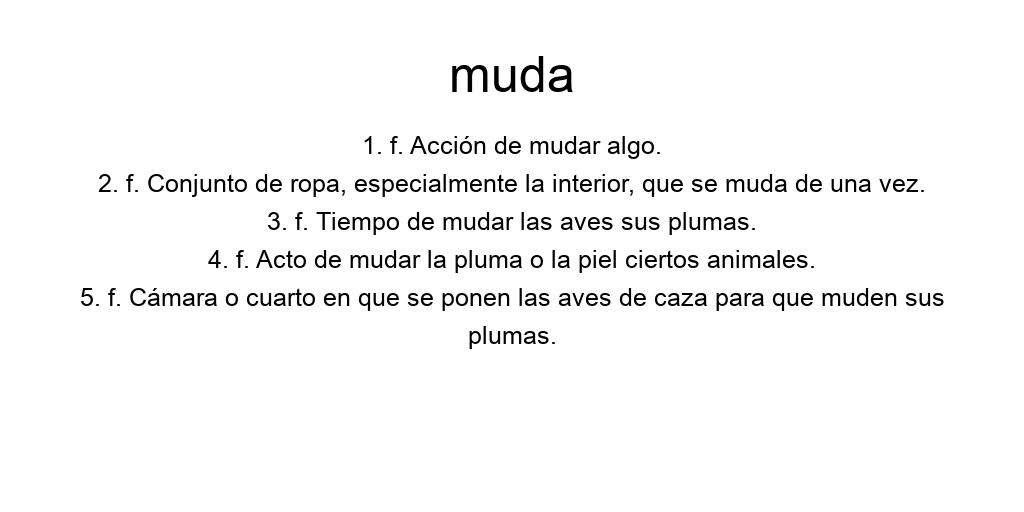 muda
1. f. Acción de mudar algo.
2. f. Conjunto de ropa, especialmente la interior, que se muda de una vez.
3. f. Tiempo de mudar las aves sus plumas.
4. f. Acto de mudar la pluma o la piel ciertos animales.
5. f. Cámara o cuarto en que se ponen las aves de caza para que muden sus
plumas.